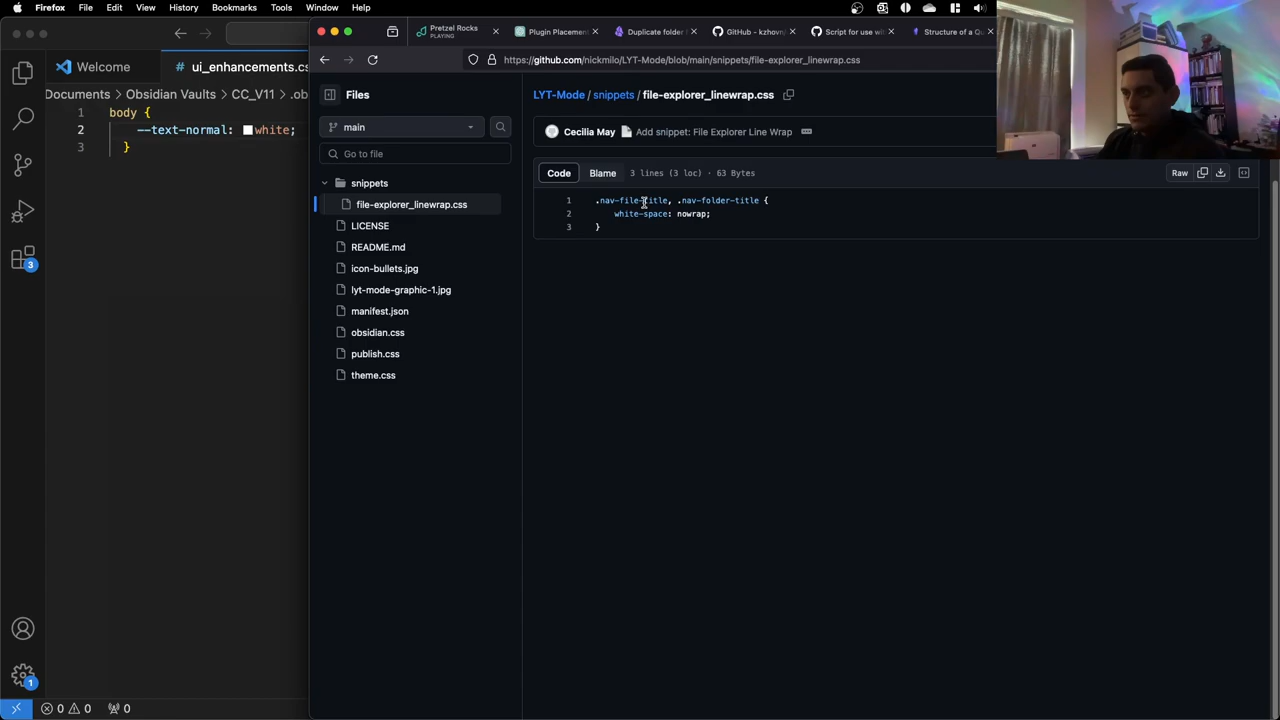 Firefox File Edit View History Bookmarks Tools Window Help
Welcome
# ui_enhancements.cs
Documents > Obsidian Vaults > CC_V11 > .ob
1 body {
2 --text-normal: white;
3 }
3
1
0 0 0
Pretzel Rocks
PLAYING
Plugin Placemen
Duplicate folder
GitHub - kzhovn
Script for use wi
Structure of a Qu
https://github.com/nickmilo/LYT-Mode/blob/main/snippets/file-explorer_linewrap.css
Files
main
Go to file
snippets
file-explorer_linewrap.css
LICENSE
README.md
icon-bullets.jpg
lyt-mode-graphic-1.jpg
manifest.json
obsidian.css
publish.css
theme.css
LYT-Mode / snippets / file-explorer_linewrap.css
Cecilia May Add snippet: File Explorer Line Wrap
Code Blame 3 lines (3 loc) · 63 Bytes
Raw
1 .nav-file-title, .nav-folder-title {
2 white-space: nowrap;
3 }